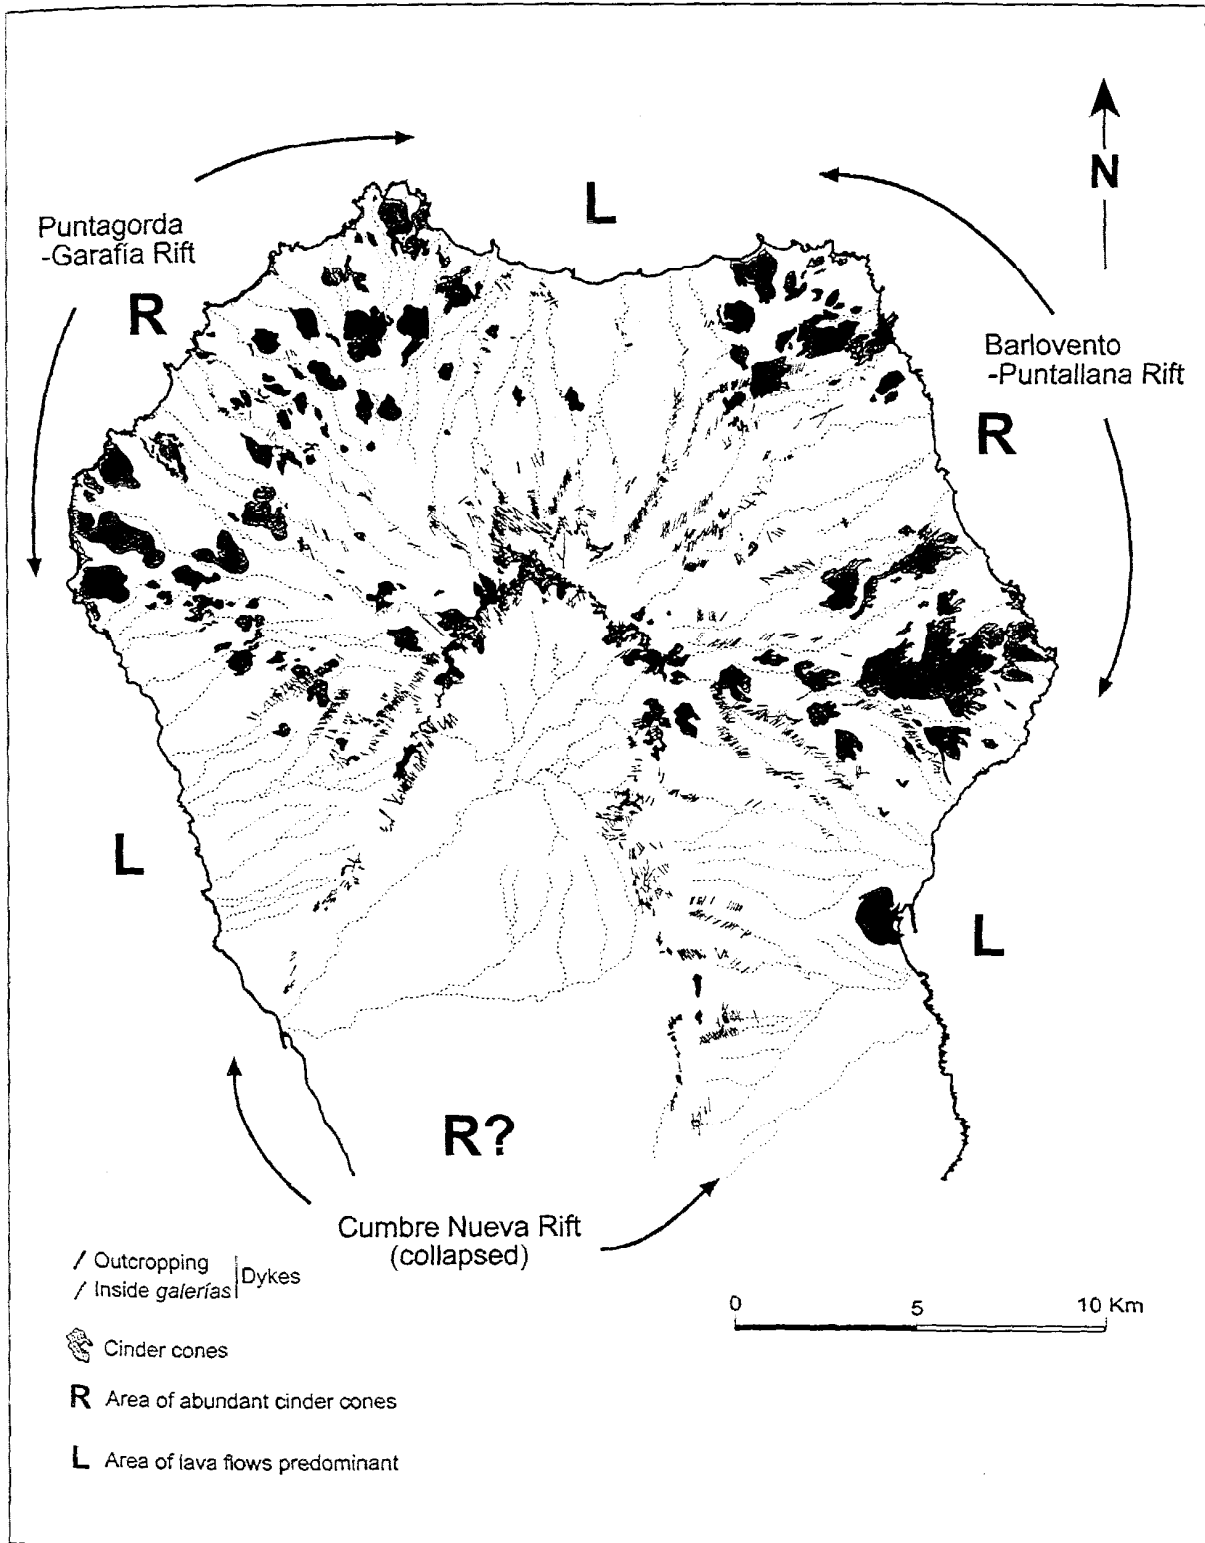 N
L
Puntagorda
-Garafía Rift
R
Barlovento
-Puntallana Rift
R
L
L
R?
Cumbre Nueva Rift
(collapsed)
Outcropping
Inside galerías
Dykes
0 5 10 Km
Cinder cones
R Area of abundant cinder cones
L Area of lava flows predominant